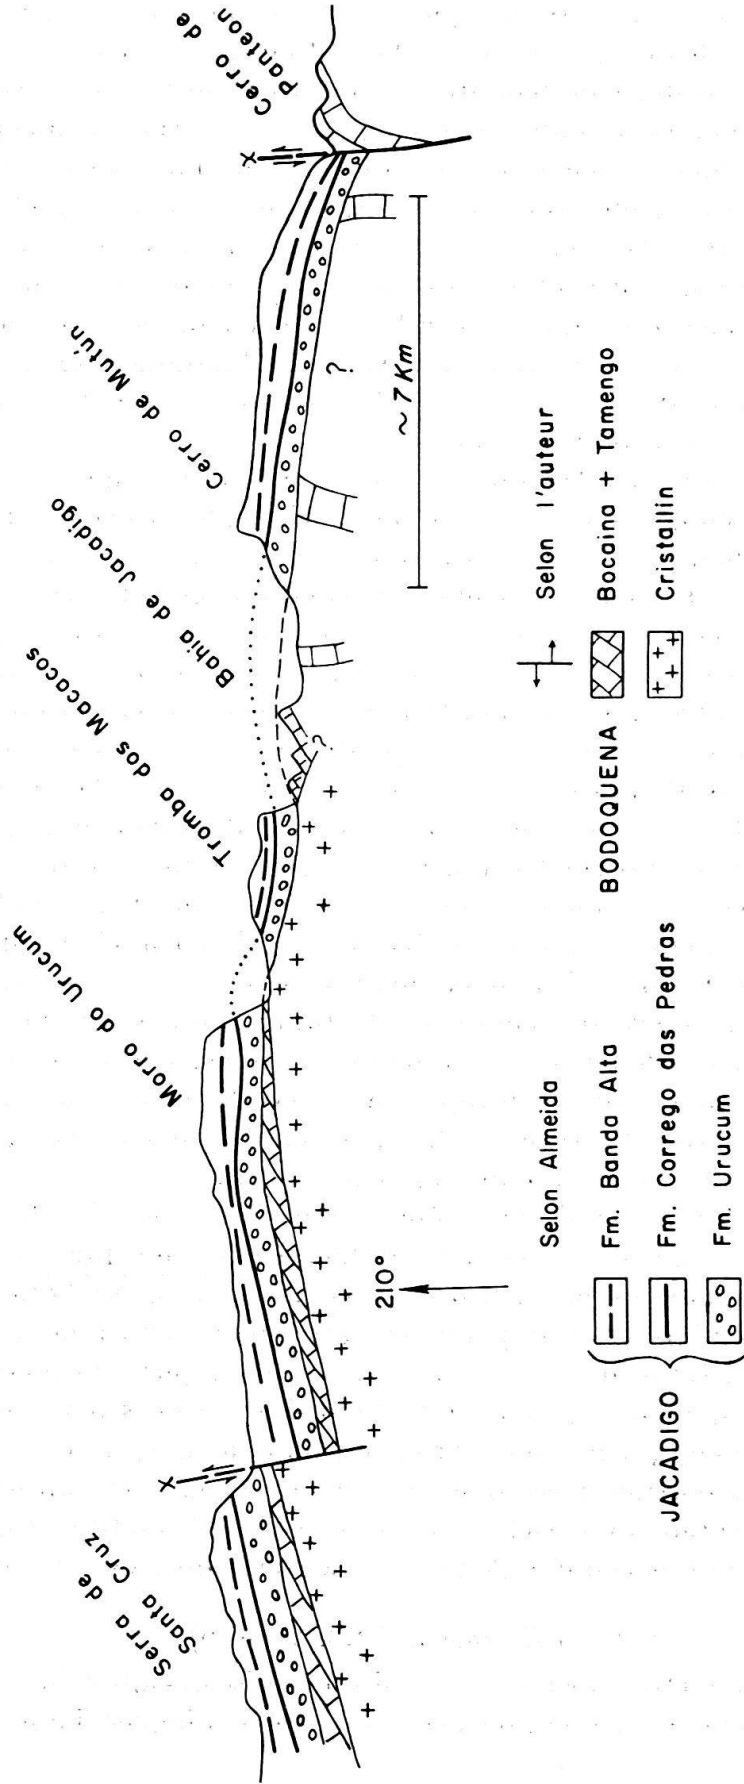 Serra de
Santa Cruz
Morro do Urucum
Tromba dos Macacos
Bahia de Jacadigo
Cerro de Mutún
Cerro de
Panteon
x
x
?
?
~ 7 Km
210°
Selon Almeida
Selon l'auteur
JACADIGO
Fm. Banda Alta
Fm. Corrego das Pedras
Fm. Urucum
BODOQUENA
Bocaina + Tamengo
Cristallin